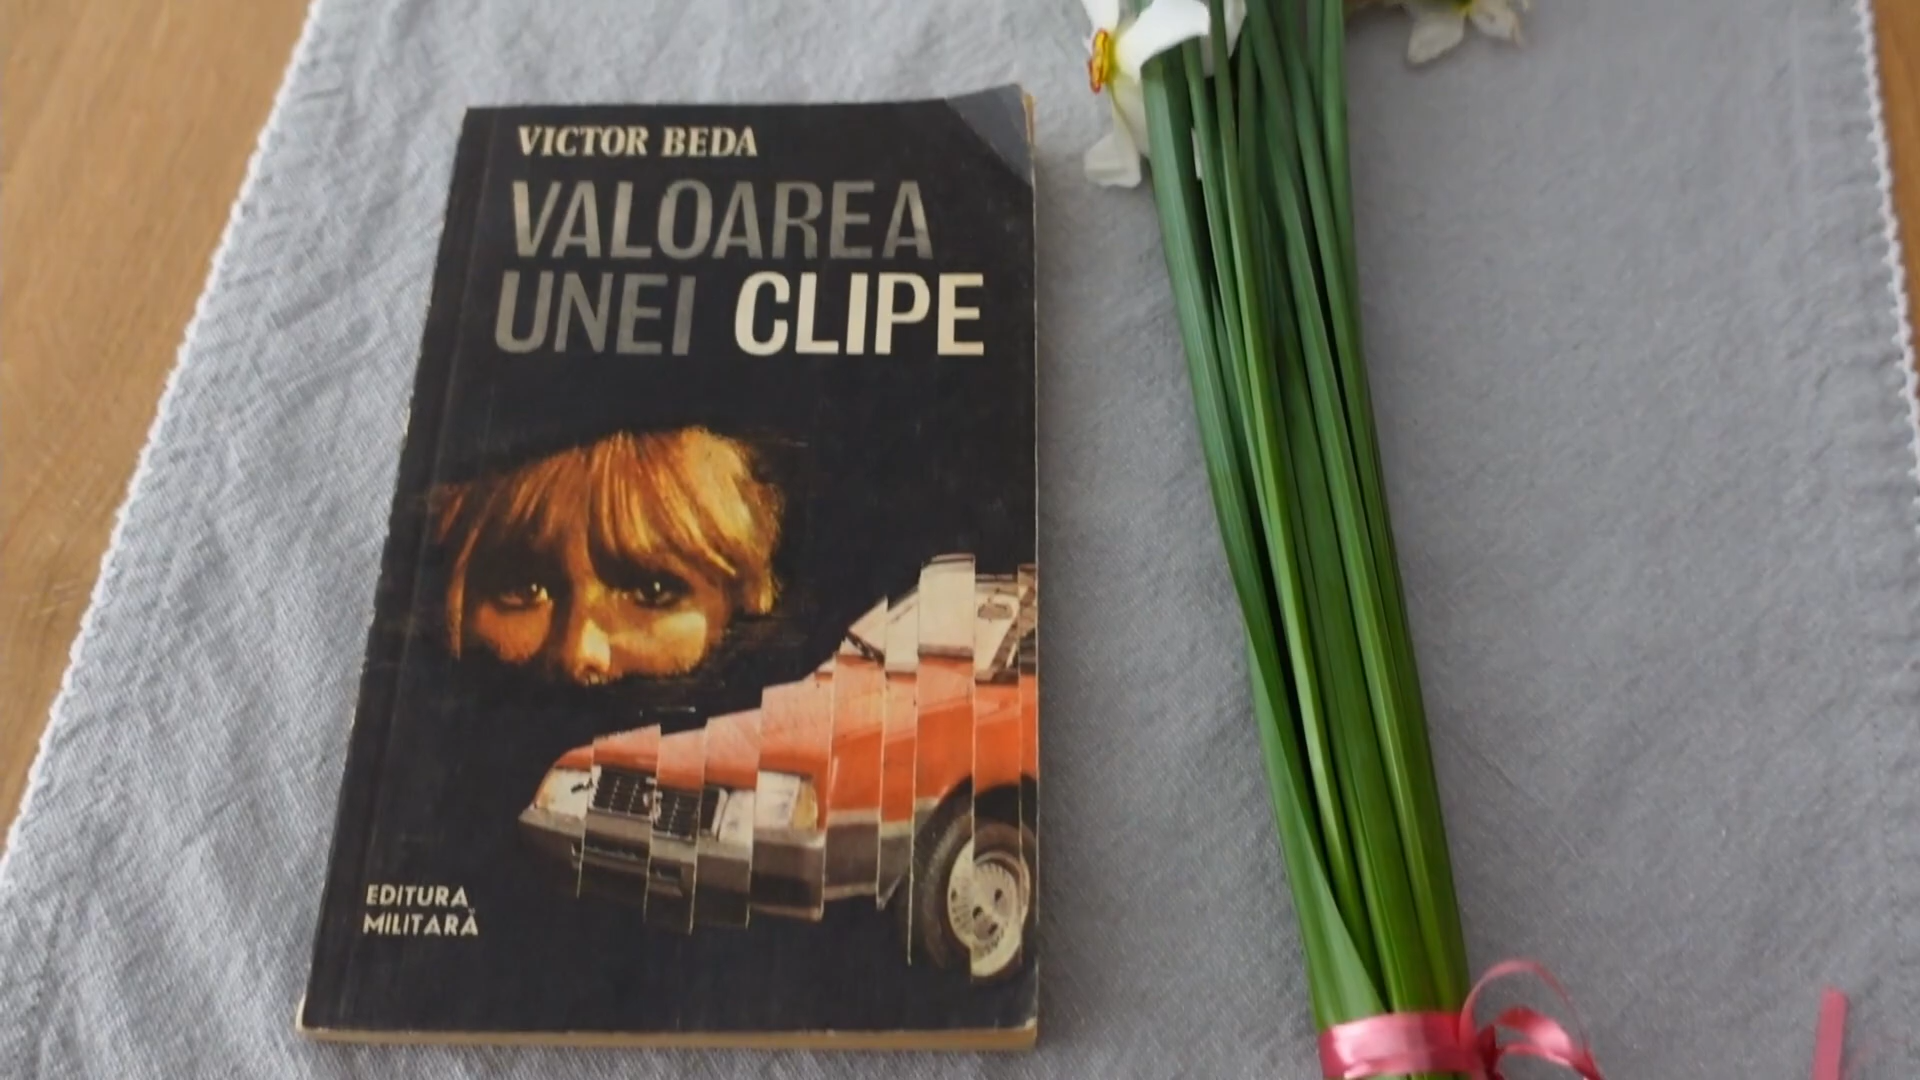 VICTOR BEDA
VALOAREA
UNEI CLIPE
EDITURA
MILITARĂ